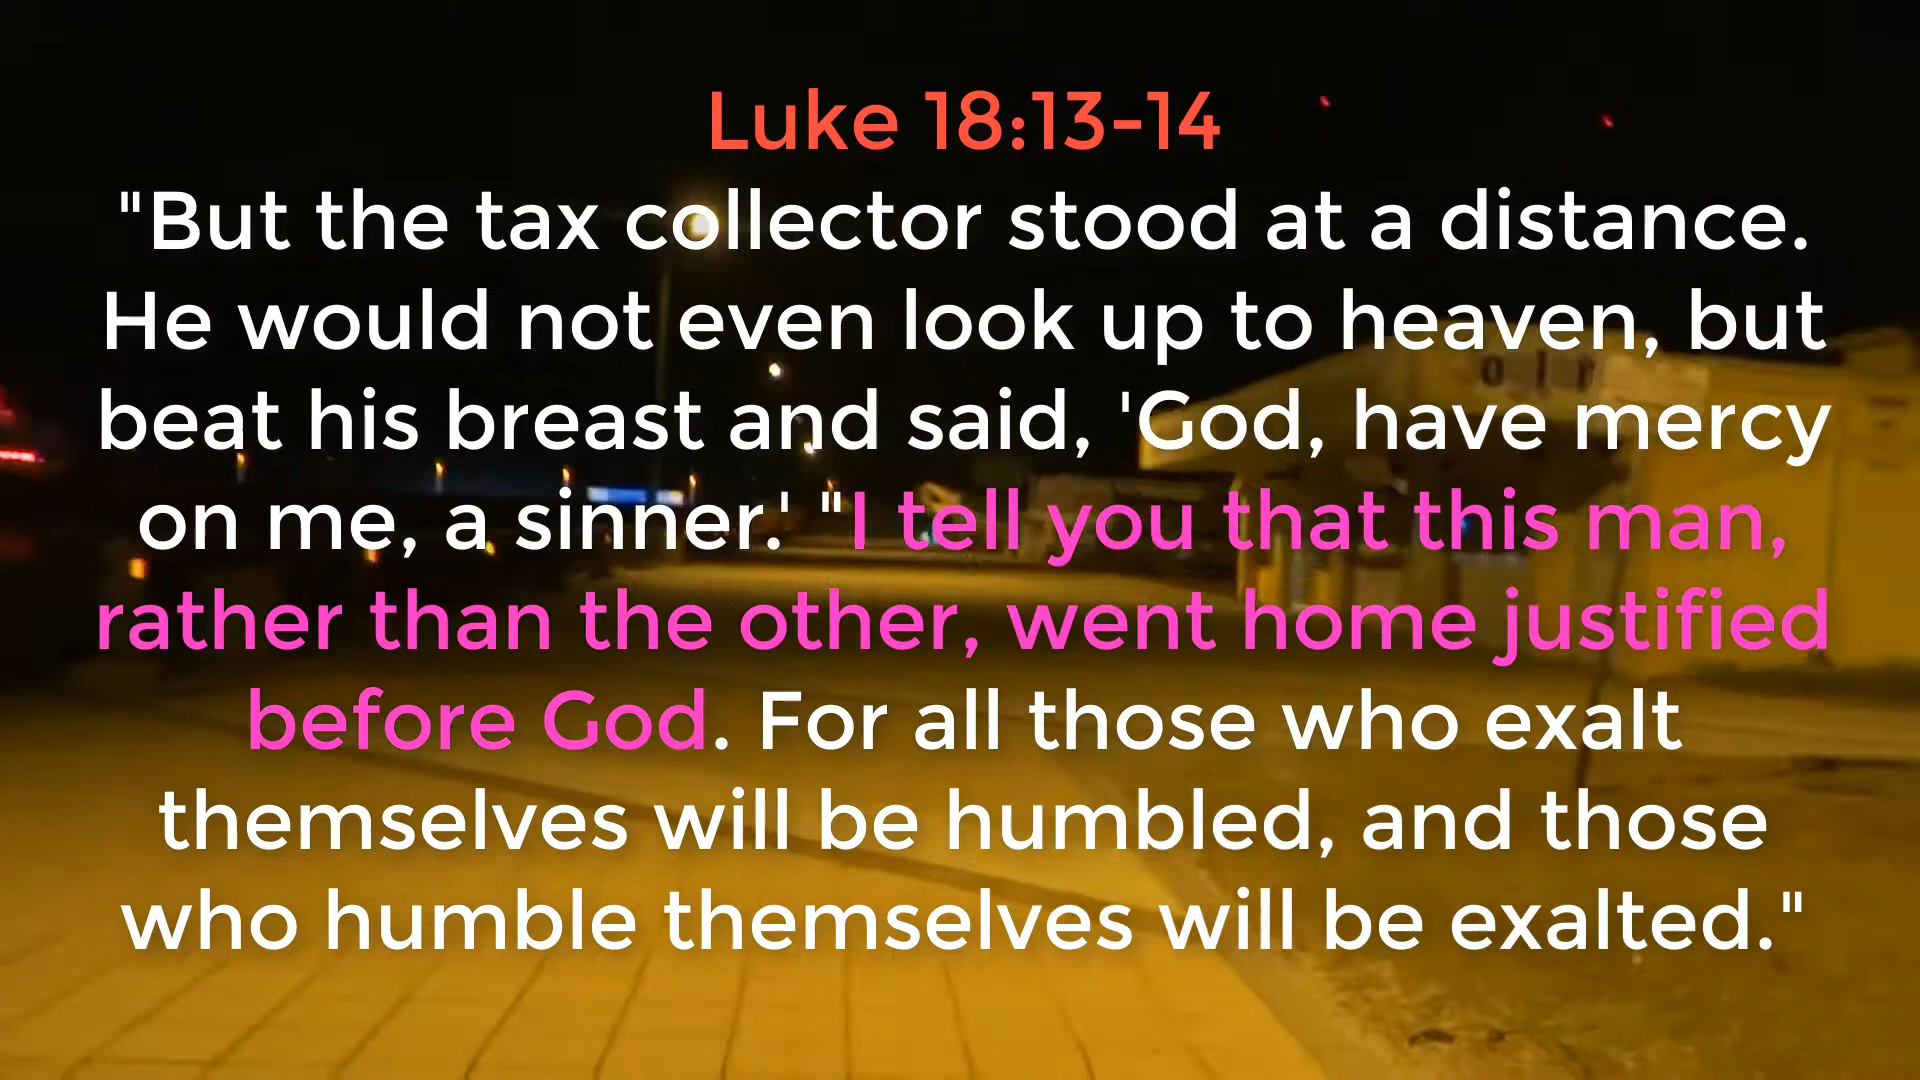 Luke 18:13-14
"But the tax collector stood at a distance.
He would not even look up to heaven, but
beat his breast and said, 'God, have mercy
on me, a sinner.' "I tell you that this man,
rather than the other, went home justified
before God. For all those who exalt
themselves will be humbled, and those
who humble themselves will be exalted."